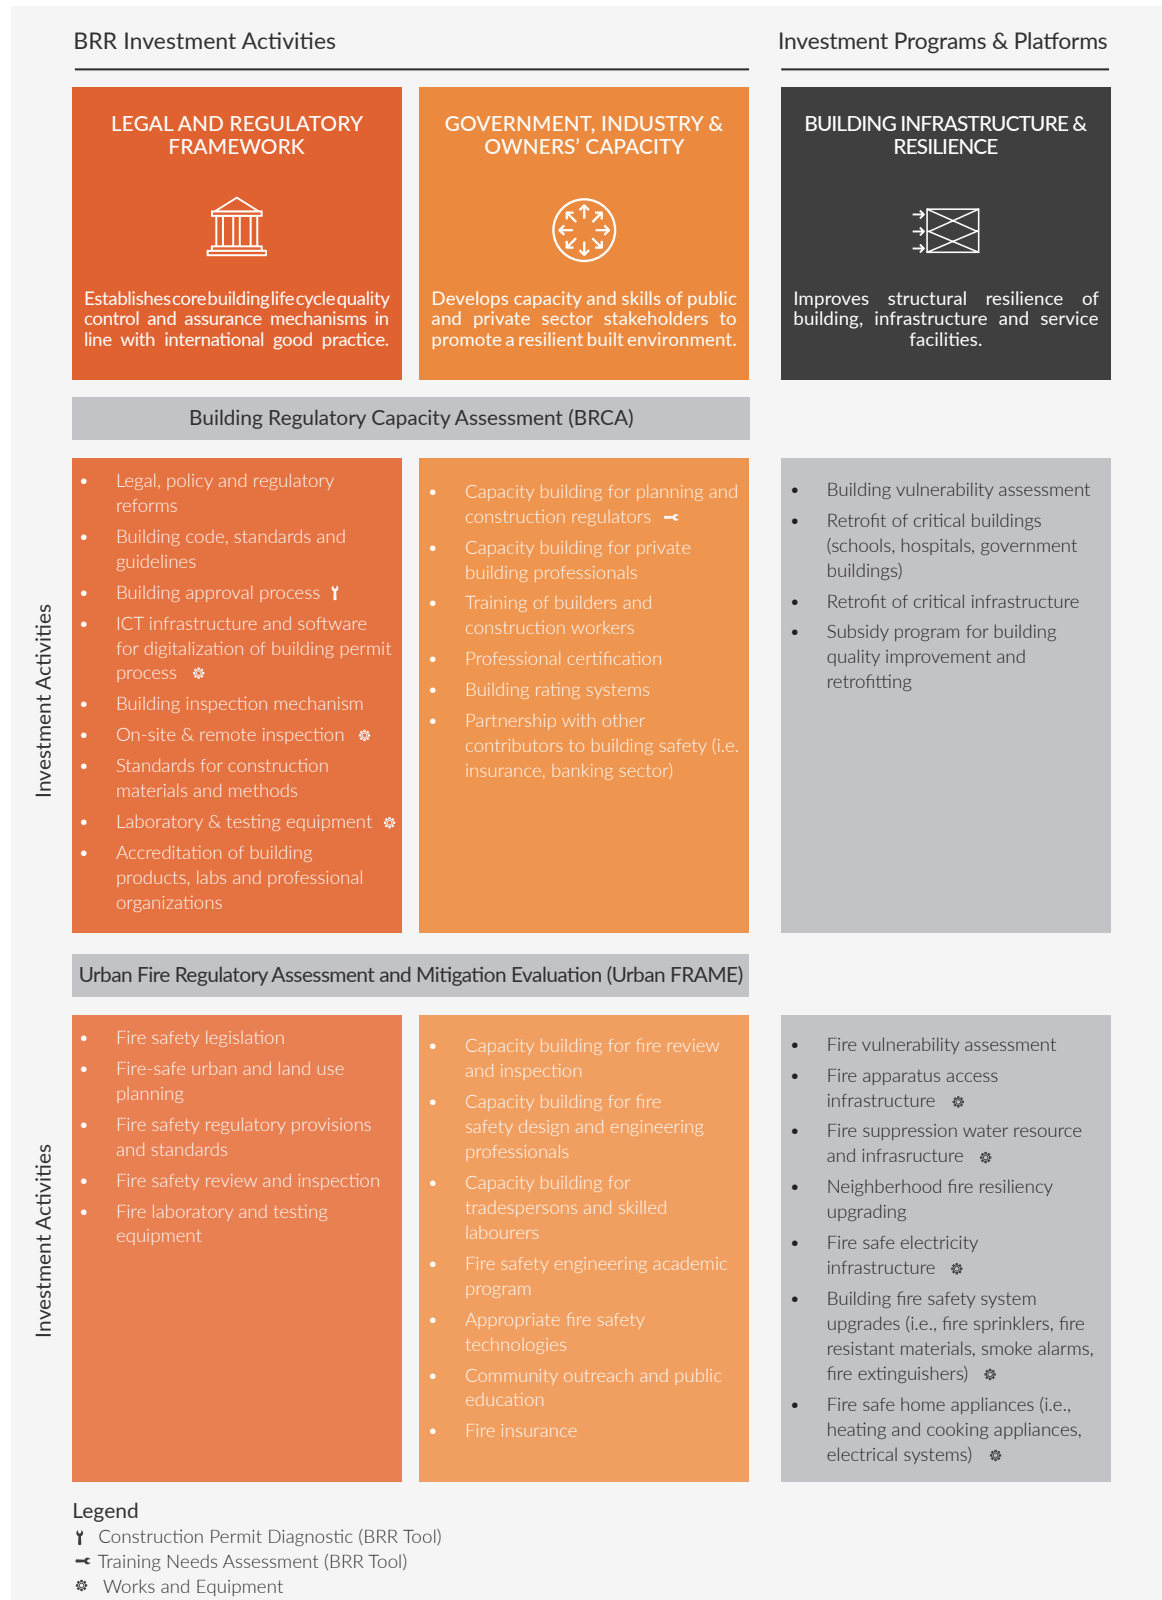 BRR Investment Activities
Investment Programs & Platforms
LEGAL AND REGULATORY
FRAMEWORK
Establishes core building life cycle quality
control and assurance mechanisms in
line with international good practice.
GOVERNMENT, INDUSTRY &
OWNERS’ CAPACITY
Develops capacity and skills of public
and private sector stakeholders to
promote a resilient built environment.
BUILDING INFRASTRUCTURE &
RESILIENCE
Improves structural resilience of
building, infrastructure and service
facilities.
Building Regulatory Capacity Assessment (BRCA)
Investment Activities
• Legal, policy and regulatory
reforms
• Building code, standards and
guidelines
• Building approval process
• ICT infrastructure and software
for digitalization of building permit
process
• Building inspection mechanism
• On-site & remote inspection
• Standards for construction
materials and methods
• Laboratory & testing equipment
• Accreditation of building
products, labs and professional
organizations
• Capacity building for planning and
construction regulators
• Capacity building for private
building professionals
• Training of builders and
construction workers
• Professional certification
• Building rating systems
• Partnership with other
contributors to building safety (i.e.
insurance, banking sector)
• Building vulnerability assessment
• Retrofit of critical buildings
(schools, hospitals, government
buildings)
• Retrofit of critical infrastructure
• Subsidy program for building
quality improvement and
retrofitting
Urban Fire Regulatory Assessment and Mitigation Evaluation (Urban FRAME)
Investment Activities
• Fire safety legislation
• Fire-safe urban and land use
planning
• Fire safety regulatory provisions
and standards
• Fire safety review and inspection
• Fire laboratory and testing
equipment
• Capacity building for fire review
and inspection
• Capacity building for fire
safety design and engineering
professionals
• Capacity building for
tradespersons and skilled
labourers
• Fire safety engineering academic
program
• Appropriate fire safety
technologies
• Community outreach and public
education
• Fire insurance
• Fire vulnerability assessment
• Fire apparatus access
infrastructure
• Fire suppression water resource
and infrasructure
• Neighberhood fire resiliency
upgrading
• Fire safe electricity
infrastructure
• Building fire safety system
upgrades (i.e., fire sprinklers, fire
resistant materials, smoke alarms,
fire extinguishers)
• Fire safe home appliances (i.e.,
heating and cooking appliances,
electrical systems)
Legend
Construction Permit Diagnostic (BRR Tool)
Training Needs Assessment (BRR Tool)
Works and Equipment